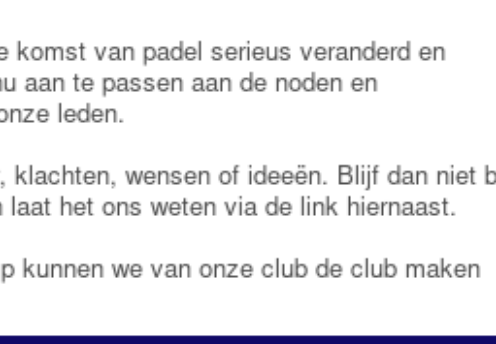 komst van padel serieus veranderd en
aan te passen aan de noden en
onze leden.
klachten, wensen of ideeën. Blijf dan niet
laat het ons weten via de link hiernaast.
kunnen we van onze club de club maken